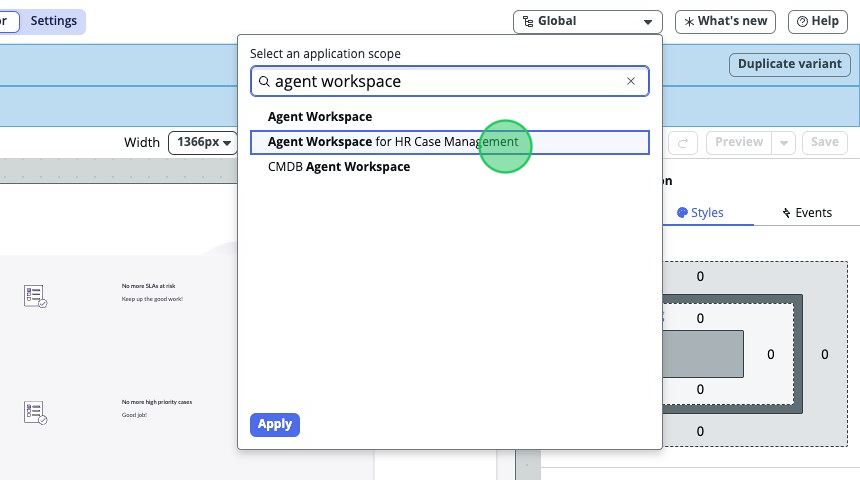 or
Settings
Global
What's new
Help
Select an application scope
Duplicate variant
agent workspace
Agent Workspace
Width
1366px
Agent Workspace for HR Case Management
Preview
Save
CMDB Agent Workspace
on
Styles
Events
0
No more SLAs at risk
Keep up the good work!
0
0
0
0
No more high priority cases
Good job!
Apply
0